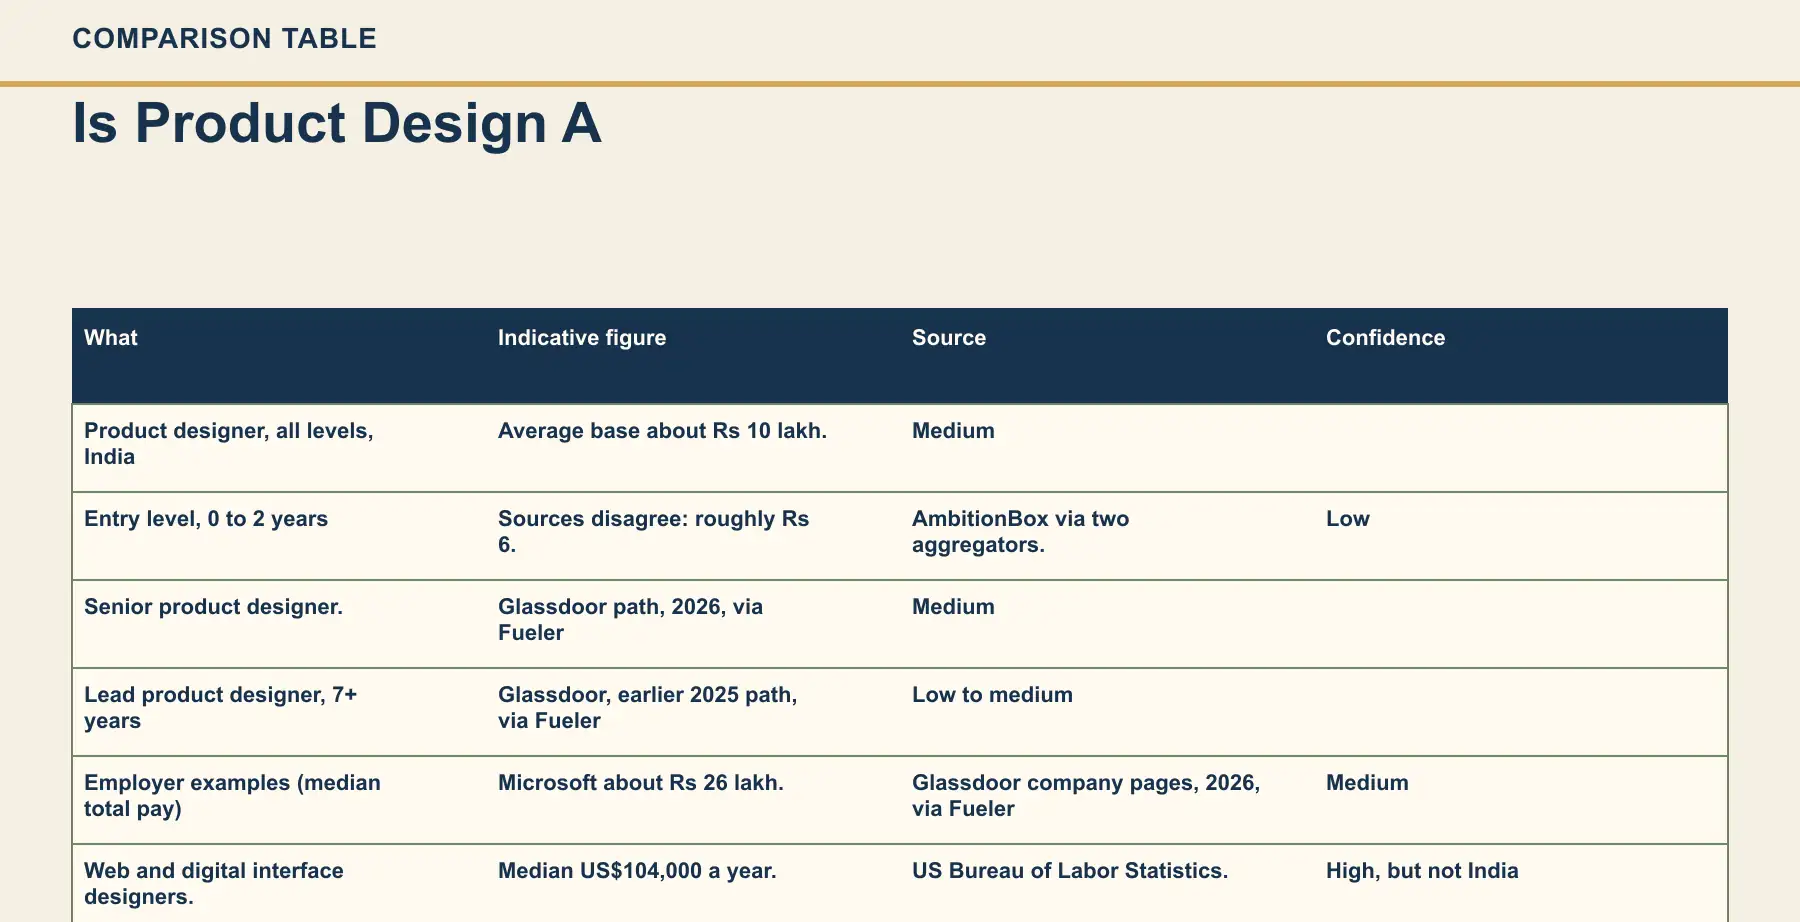 COMPARISON TABLE
Is Product Design A
What Indicative figure Source Confidence
Product designer, all levels, Average base about Rs 10 lakh. Medium
India
Entry level, 0 to 2 years Sources disagree: roughly Rs AmbitionBox via two Low
6. aggregators.
Senior product designer. Glassdoor path, 2026, via Medium
Fueler
Lead product designer, 7+ Glassdoor, earlier 2025 path, Low to medium
years via Fueler
Employer examples (median Microsoft about Rs 26 lakh. Glassdoor company pages, 2026, Medium
total pay) via Fueler
Web and digital interface Median US$104,000 a year. US Bureau of Labor Statistics. High, but not India
designers.